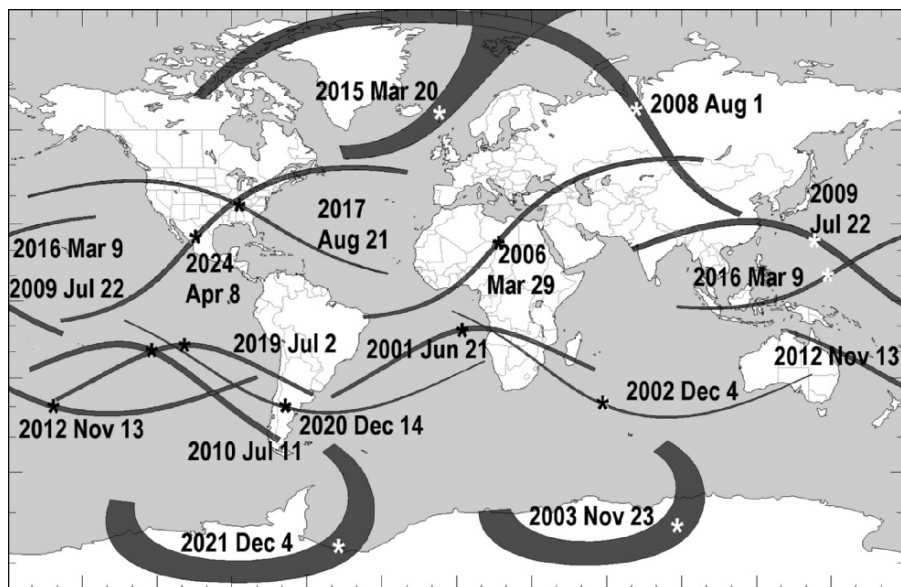 2015 Mar 20
2008 Aug 1
2017
Aug 21
2009
Jul 22
2016 Mar 9
2024
Apr 8
2006
Mar 29
2016 Mar 9
2009 Jul 22
2019 Jul 2
2001 Jun 21
2012 Nov 13
2002 Dec 4
2012 Nov 13
2020 Dec 14
2010 Jul 11
2003 Nov 23
2021 Dec 4